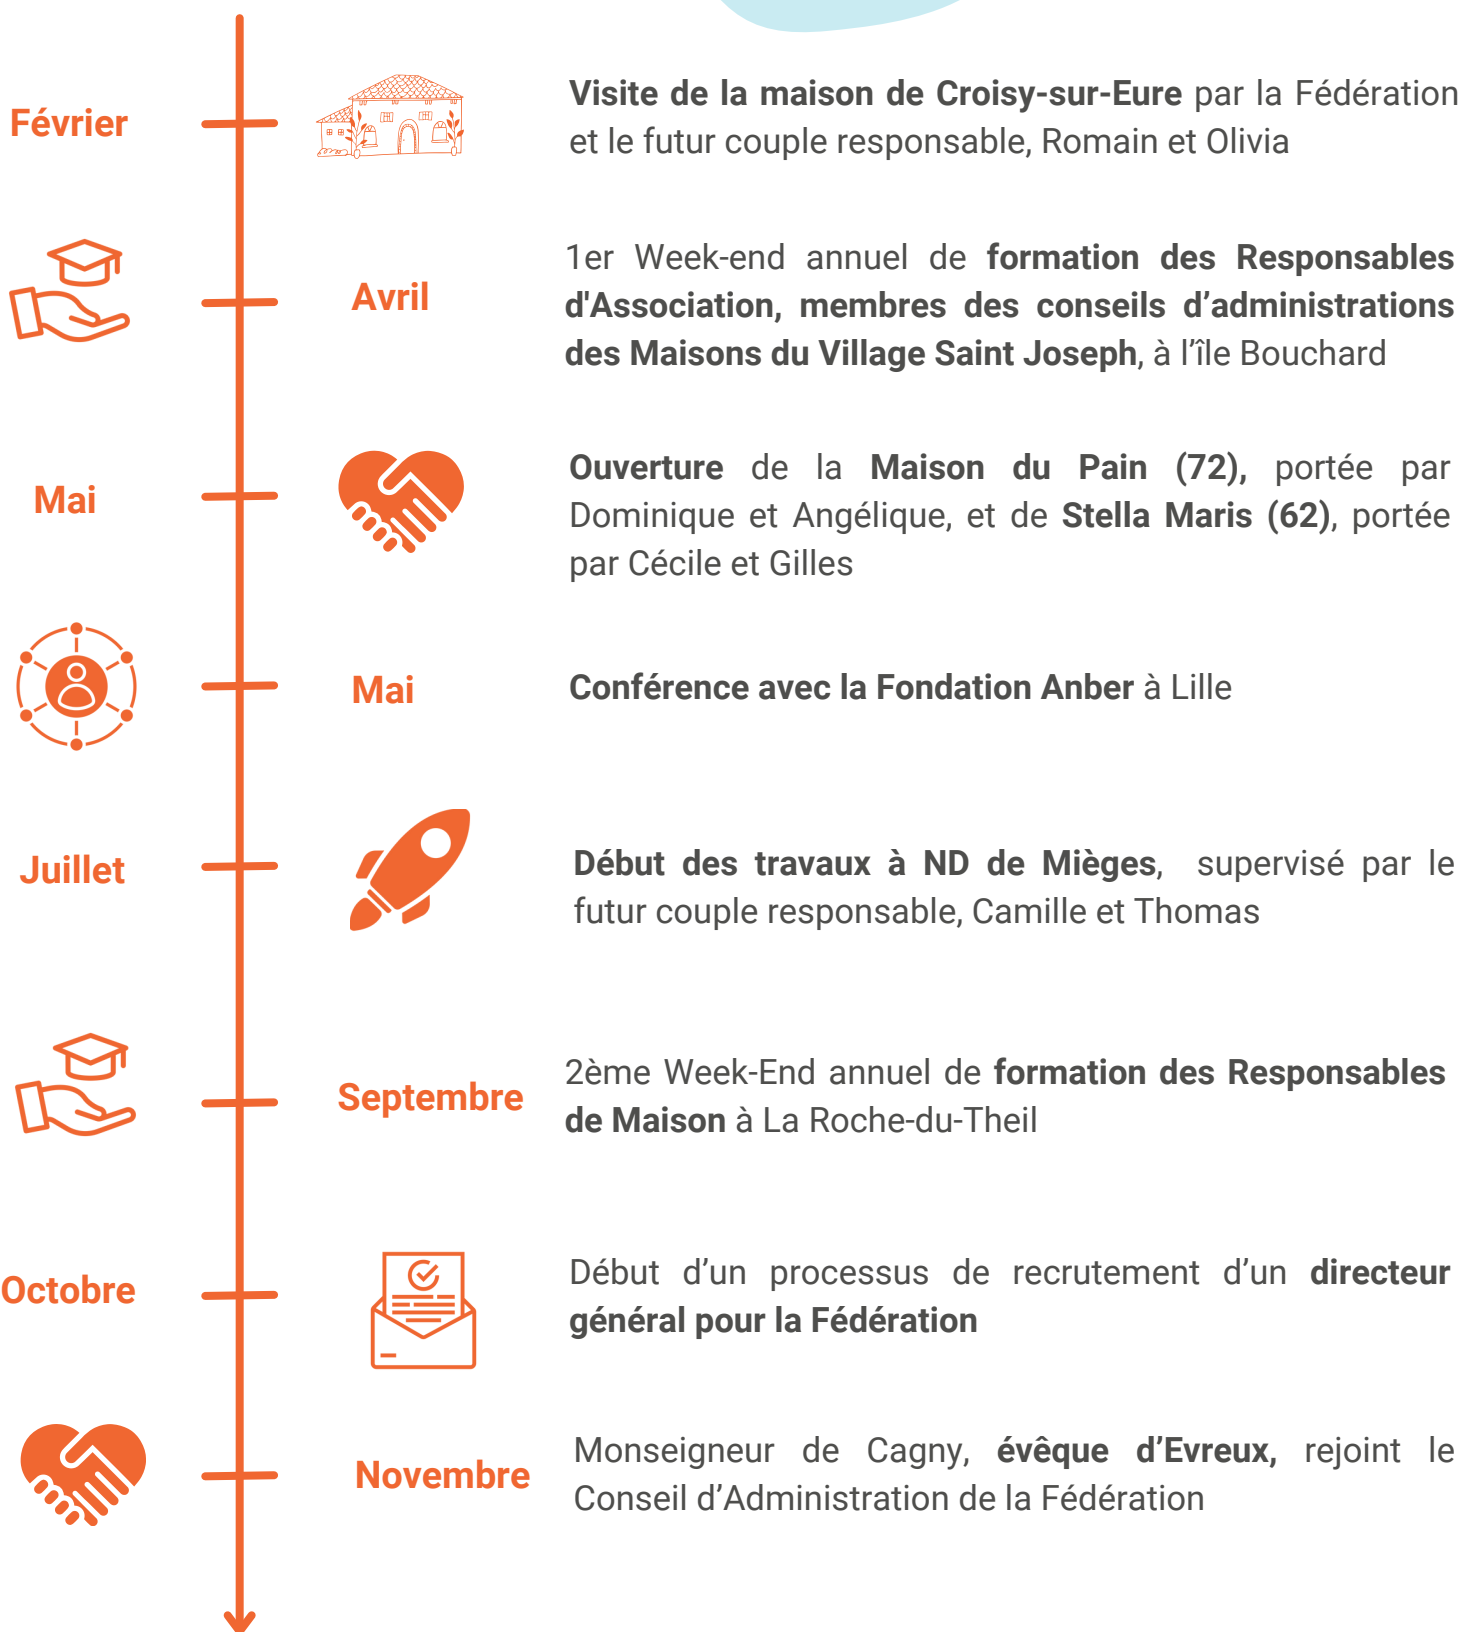 Février
Visite de la maison de Croisy-sur-Eure par la Fédération
et le futur couple responsable, Romain et Olivia
Avril
1er Week-end annuel de formation des Responsables
d'Association, membres des conseils d’administrations
des Maisons du Village Saint Joseph, à l’île Bouchard
Mai
Ouverture de la Maison du Pain (72), portée par
Dominique et Angélique, et de Stella Maris (62), portée
par Cécile et Gilles
Mai
Conférence avec la Fondation Anber à Lille
Juillet
Début des travaux à ND de Mièges, supervisé par le
futur couple responsable, Camille et Thomas
Septembre
2ème Week-End annuel de formation des Responsables
de Maison à La Roche-du-Theil
Octobre
Début d’un processus de recrutement d’un directeur
général pour la Fédération
Novembre
Monseigneur de Cagny, évêque d’Evreux, rejoint le
Conseil d’Administration de la Fédération